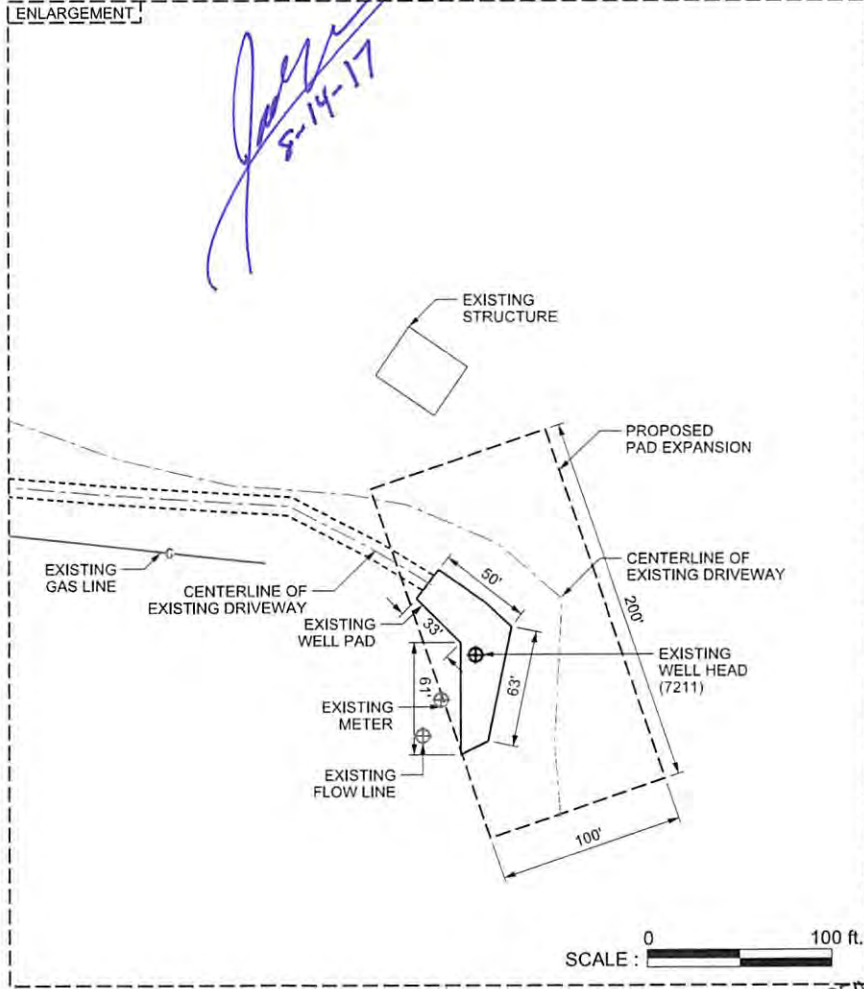 ENLARGEMENT
8-14-17
EXISTING
STRUCTURE
PROPOSED
PAD EXPANSION
EXISTING
GAS LINE
G
CENTERLINE OF
EXISTING DRIVEWAY
50'
CENTERLINE OF
EXISTING DRIVEWAY
200'
EXISTING
WELL PAD
33'
EXISTING
WELL HEAD
(7211)
61'
63'
EXISTING
METER
EXISTING
FLOW LINE
100'
0 100 ft.
SCALE :